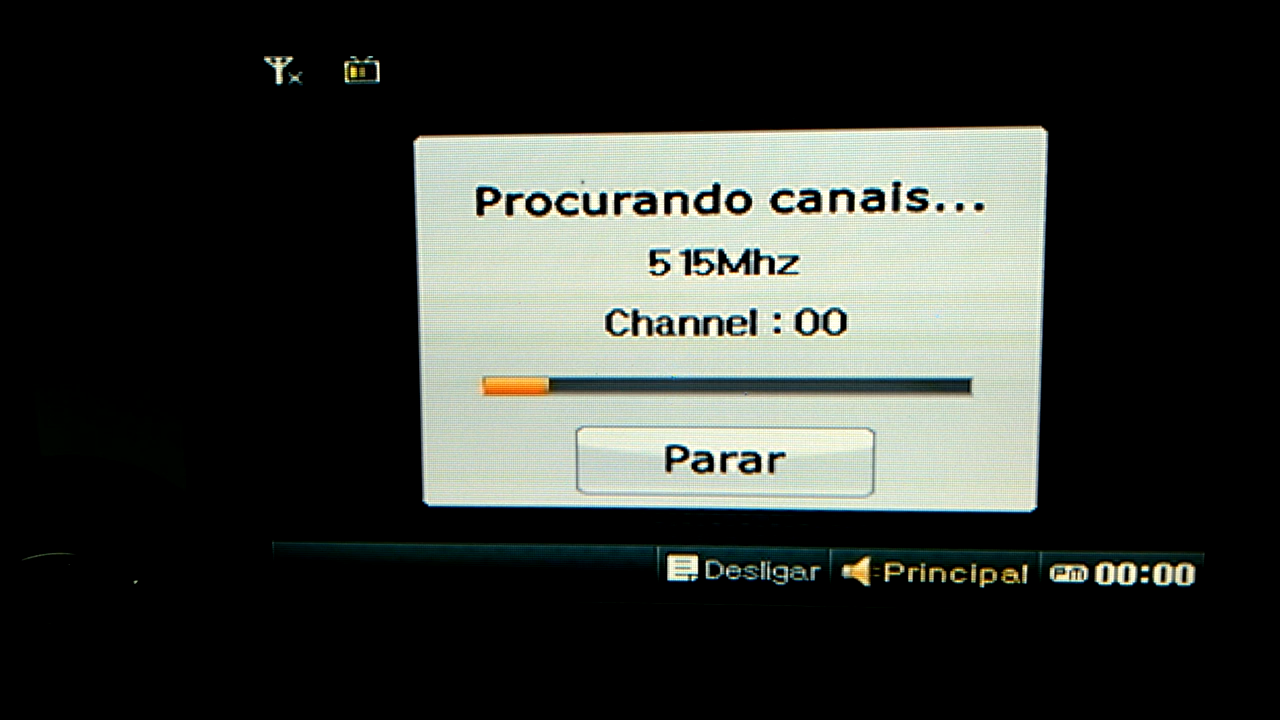 Procurando canais...
515Mhz
Channel : 00
Parar
Desligar Principal Pm 00:00